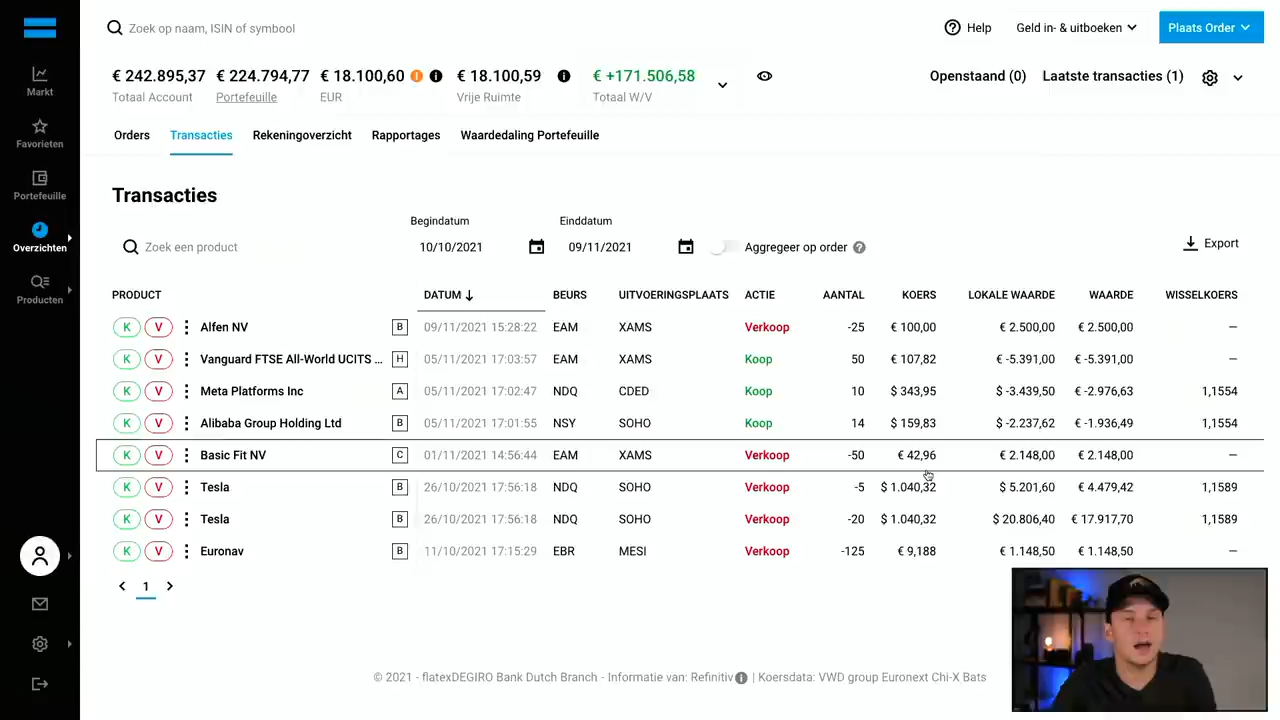 Zoek op naam, ISIN of symbool
Help
Geld in- & uitboeken
Plaats Order
€ 242.895,37 € 224.794,77 € 18.100,60 € 18.100,59 € +171.506,58
Totaal Account Portefeuille EUR Vrije Ruimte Totaal W/V
Openstaand (0) Laatste transacties (1)
Markt
Favorieten
Portefeuille
Overzichten
Producten
Orders Transacties Rekeningoverzicht Rapportages Waardedaling Portefeuille
Transacties
Begindatum Einddatum
Zoek een product 10/10/2021 09/11/2021 Aggregeer op order ? Export
PRODUCT DATUM BEURS UITVOERINGSPLAATS ACTIE AANTAL KOERS LOKALE WAARDE WAARDE WISSELKOERS
K V Alfen NV B 09/11/2021 15:28:22 EAM XAMS Verkoop -25 € 100,00 € 2.500,00 € 2.500,00 —
K V Vanguard FTSE All-World UCITS ... H 05/11/2021 17:03:57 EAM XAMS Koop 50 € 107,82 € -5.391,00 € -5.391,00 —
K V Meta Platforms Inc A 05/11/2021 17:02:47 NDQ CDED Koop 10 $ 343,95 $ -3.439,50 € -2.976,63 1,1554
K V Alibaba Group Holding Ltd B 05/11/2021 17:01:55 NSY SOHO Koop 14 $ 159,83 $ -2.237,62 € -1.936,49 1,1554
K V Basic Fit NV C 01/11/2021 14:56:44 EAM XAMS Verkoop -50 € 42,96 € 2.148,00 € 2.148,00 —
K V Tesla B 26/10/2021 17:56:18 NDQ SOHO Verkoop -5 $ 1.040,32 $ 5.201,60 € 4.479,42 1,1589
K V Tesla B 26/10/2021 17:56:18 NDQ SOHO Verkoop -20 $ 1.040,32 $ 20.806,40 € 17.917,70 1,1589
K V Euronav B 11/10/2021 17:15:29 EBR MESI Verkoop -125 € 9,188 € 1.148,50 € 1.148,50 —
1
© 2021 - flatexDEGIRO Bank Dutch Branch - Informatie van: Refinitiv | Koersdata: VWD group Euronext Chi-X Bats